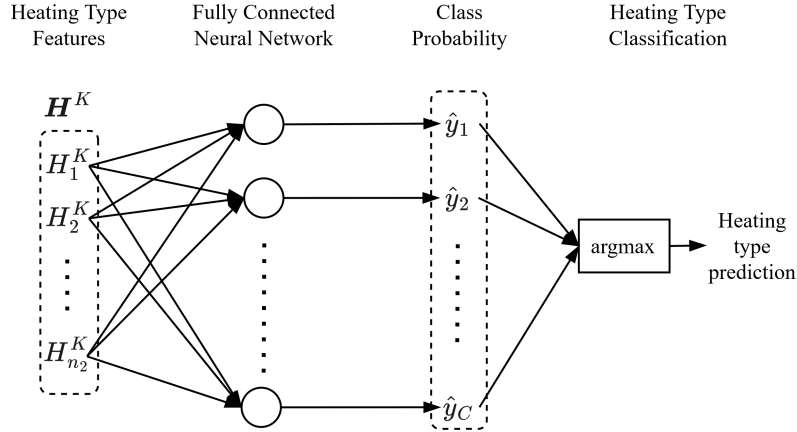 Heating Type
Features
Fully Connected
Neural Network
Class
Probability
Heating Type
Classification
𝑯^K
H_1^K
H_2^K
H_{n_2}^K
ŷ_1
ŷ_2
ŷ_C
argmax
Heating
type
prediction